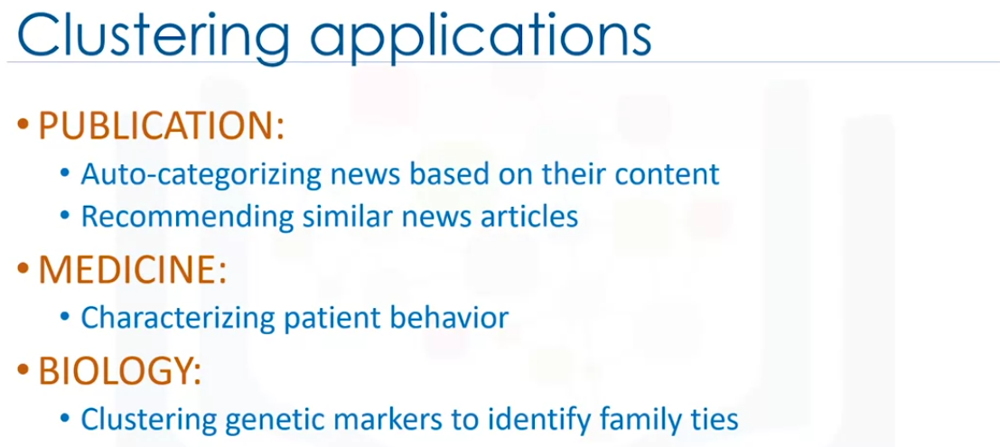 Clustering applications
• PUBLICATION:
• Auto-categorizing news based on their content
• Recommending similar news articles
• MEDICINE:
• Characterizing patient behavior
• BIOLOGY:
• Clustering genetic markers to identify family ties